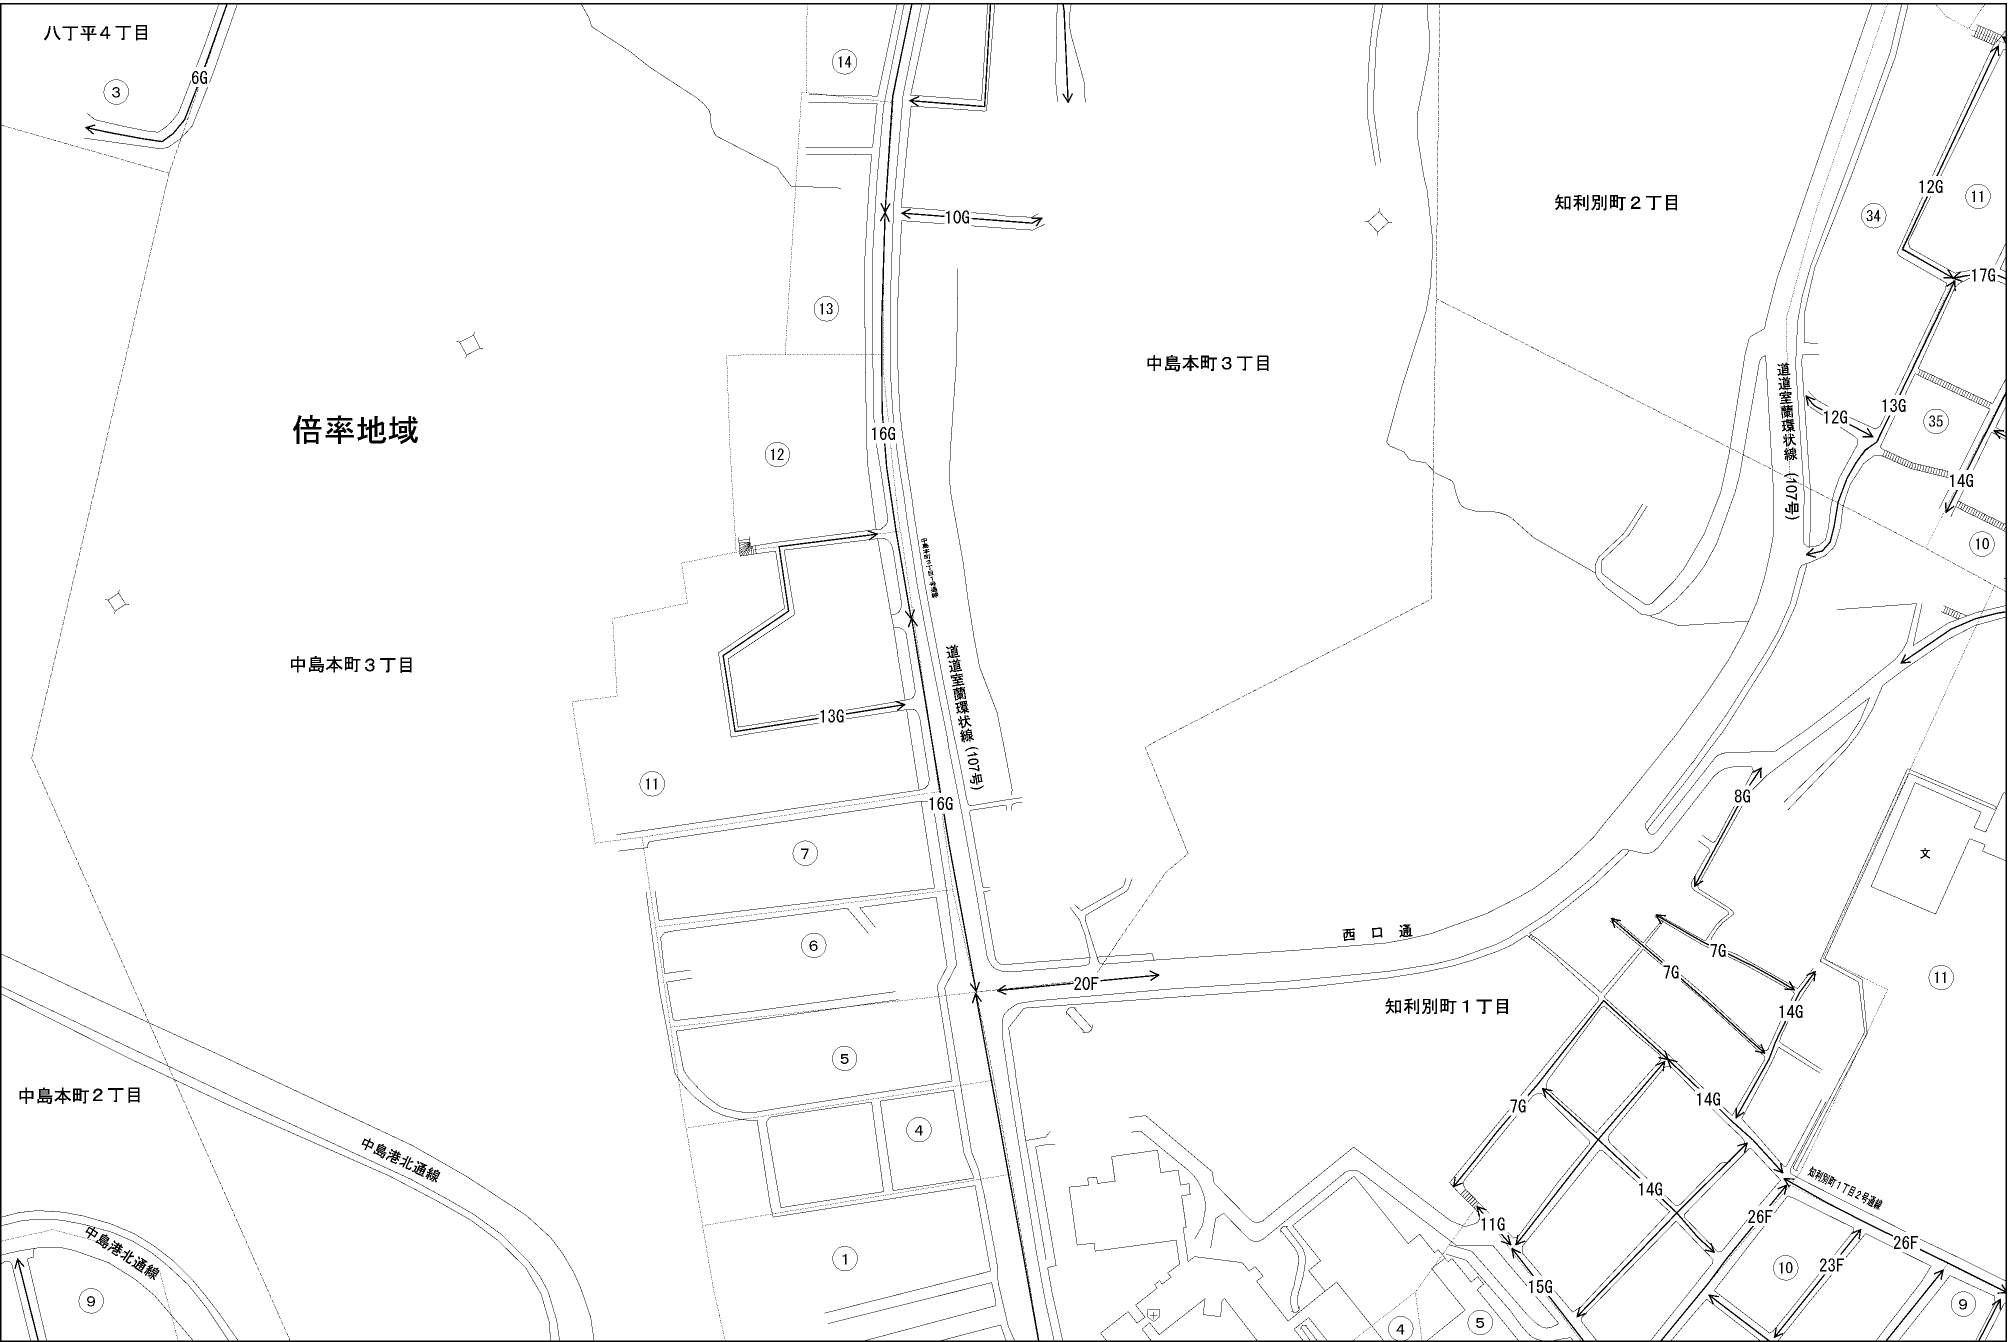 八丁平４丁目
6G
3
14
10G
13
16G
12
倍率地域
中島本町３丁目
中島本町３丁目
道道室蘭環状線(107号)
13G
11
16G
7
6
20F
西口通
5
4
1
中島本町２丁目
中島港北通線
中島港北通線
9
知利別町２丁目
34
12G
11
17G
道道室蘭環状線(107号)
12G
13G
35
14G
10
8G
文
7G
7G
14G
11
知利別町１丁目
14G
7G
14G
11G
15G
知利別町１丁目２号通線
26F
26F
23F
10
9
4
5